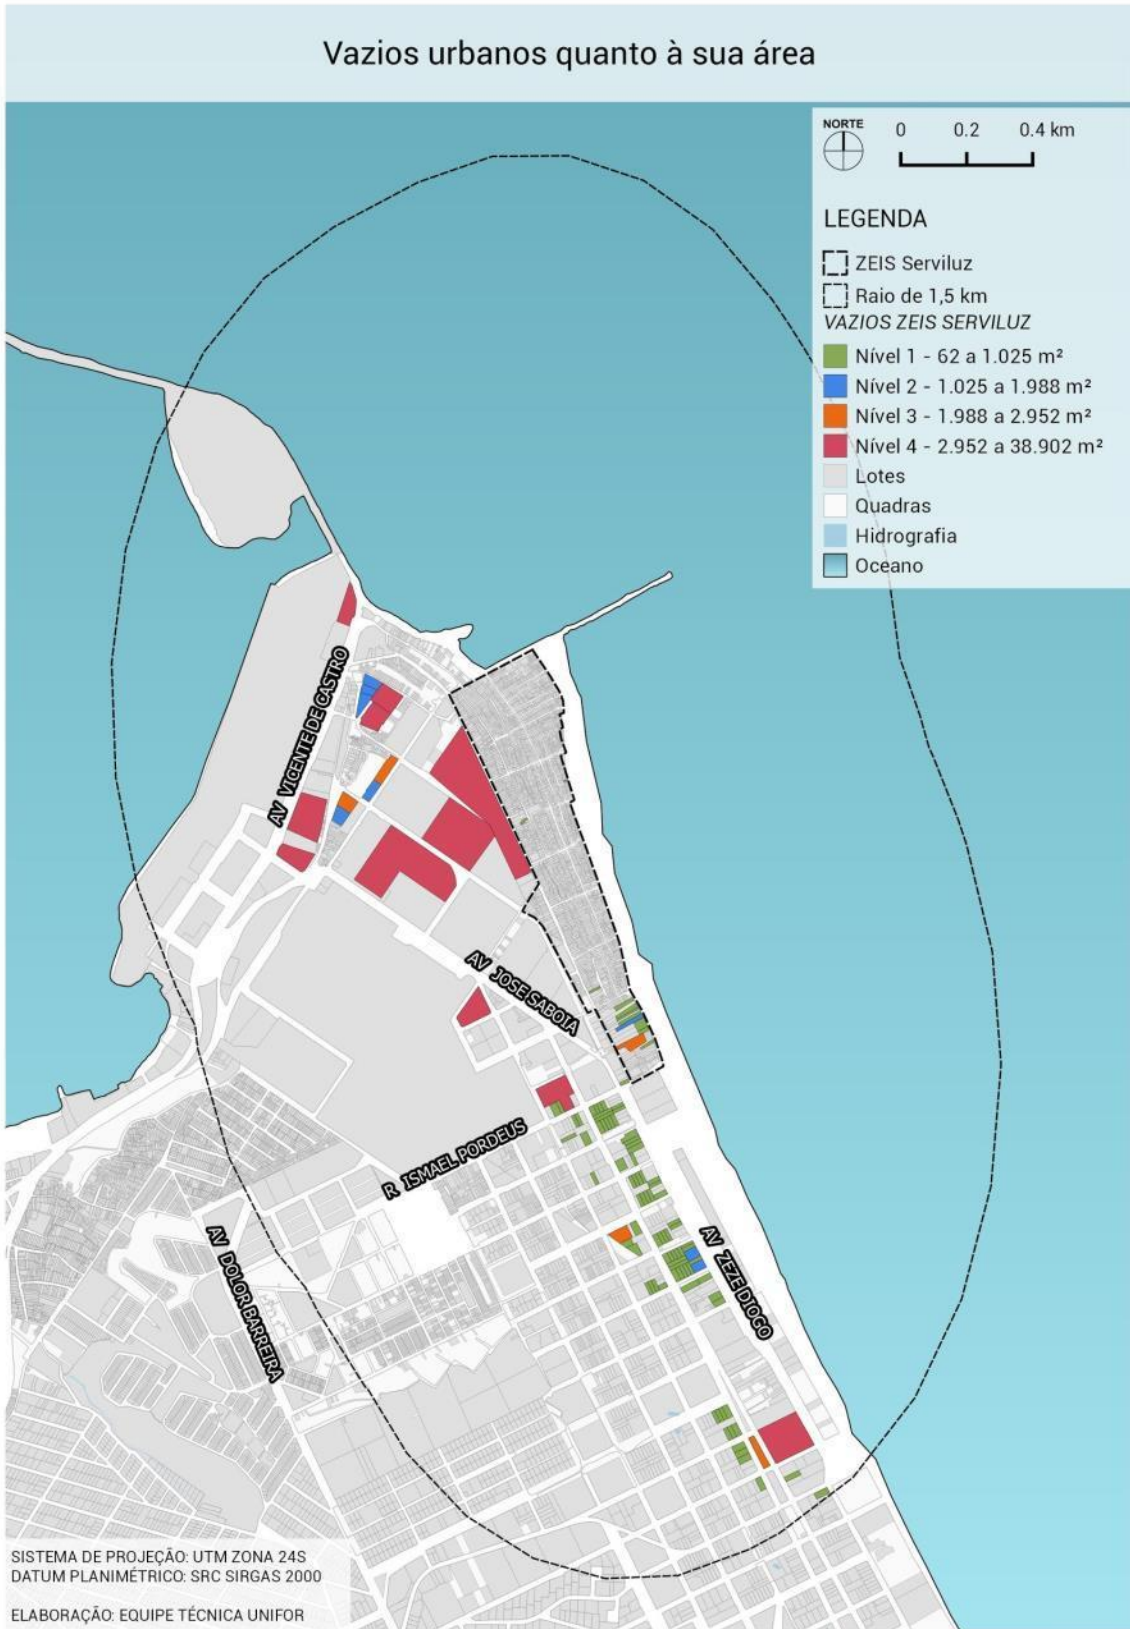 Vazios urbanos quanto à sua área
NORTE
0 0.2 0.4 km
LEGENDA
ZEIS Serviluz
Raio de 1,5 km
VAZIOS ZEIS SERVILUZ
Nível 1 - 62 a 1.025 m²
Nível 2 - 1.025 a 1.988 m²
Nível 3 - 1.988 a 2.952 m²
Nível 4 - 2.952 a 38.902 m²
Lotes
Quadras
Hidrografia
Oceano
AV VICENTE DE CASTRO
AV JOSE SABOIA
R ISMAEL PORDEUS
AV DOLOR BARREIRA
AV ZEZE DIOGO
SISTEMA DE PROJEÇÃO: UTM ZONA 24S
DATUM PLANIMÉTRICO: SRC SIRGAS 2000
ELABORAÇÃO: EQUIPE TÉCNICA UNIFOR